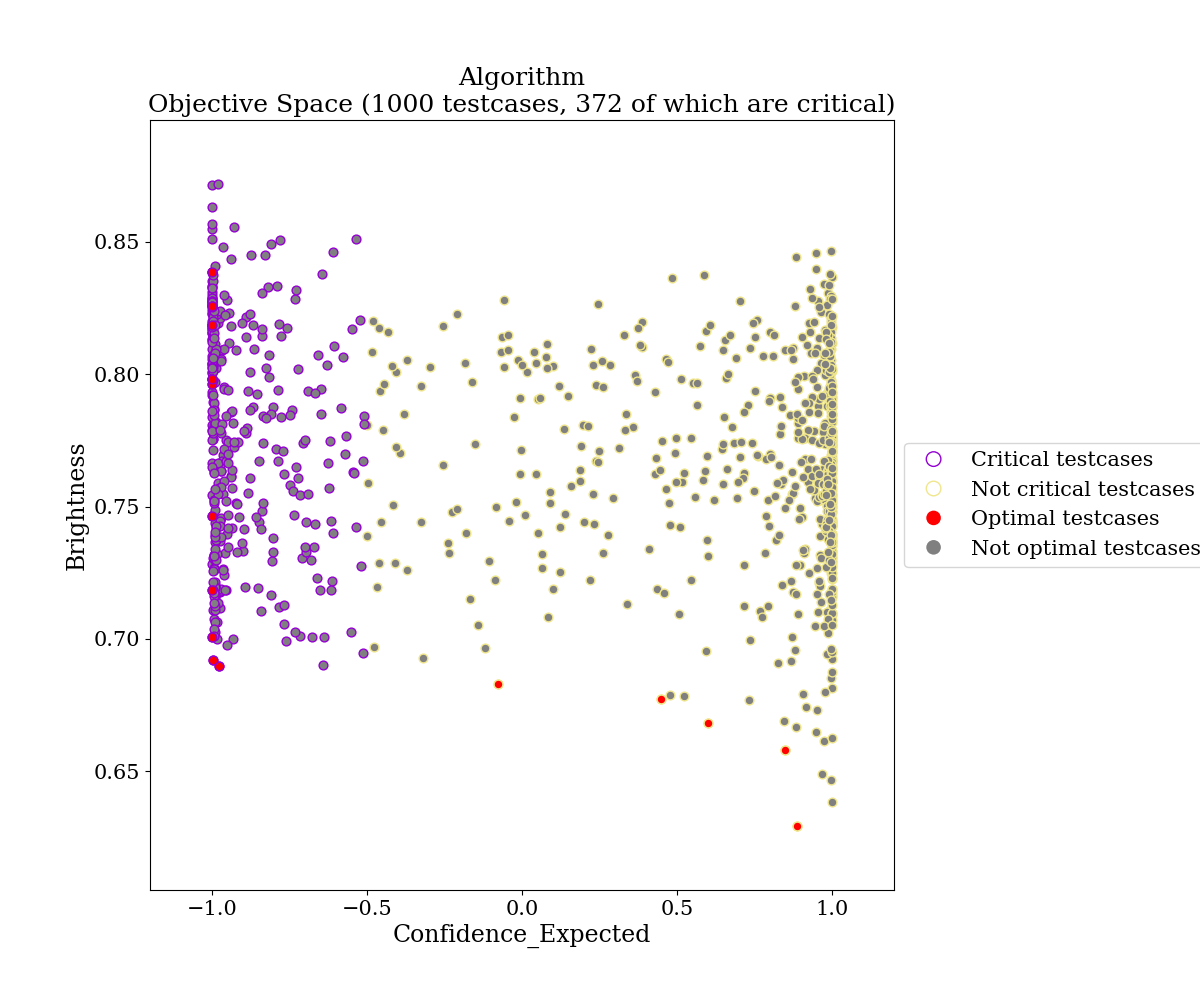 Algorithm
Objective Space (1000 testcases, 372 of which are critical)
0.85
0.80
0.75
0.70
0.65
Brightness
−1.0
−0.5
0.0
0.5
1.0
Confidence_Expected
Critical testcases
Not critical testcases
Optimal testcases
Not optimal testcases